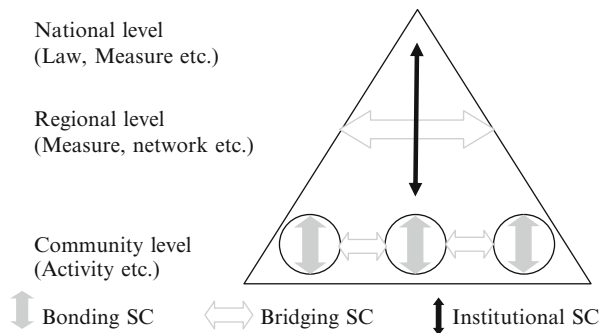 National level
(Law, Measure etc.)
Regional level
(Measure, network etc.)
Community level
(Activity etc.)
Bonding SC
Bridging SC
Institutional SC